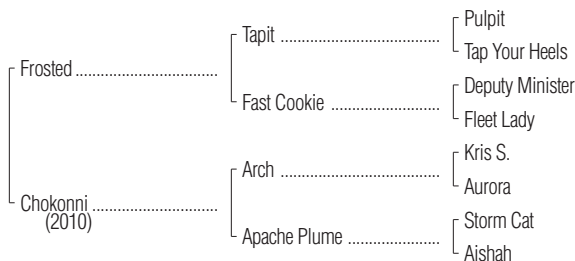 Pulpit
Tapit
Tap Your Heels
Frosted
Deputy Minister
Fast Cookie
Fleet Lady
Kris S.
Arch
Aurora
Chokonni
(2010)
Storm Cat
Apache Plume
Aishah